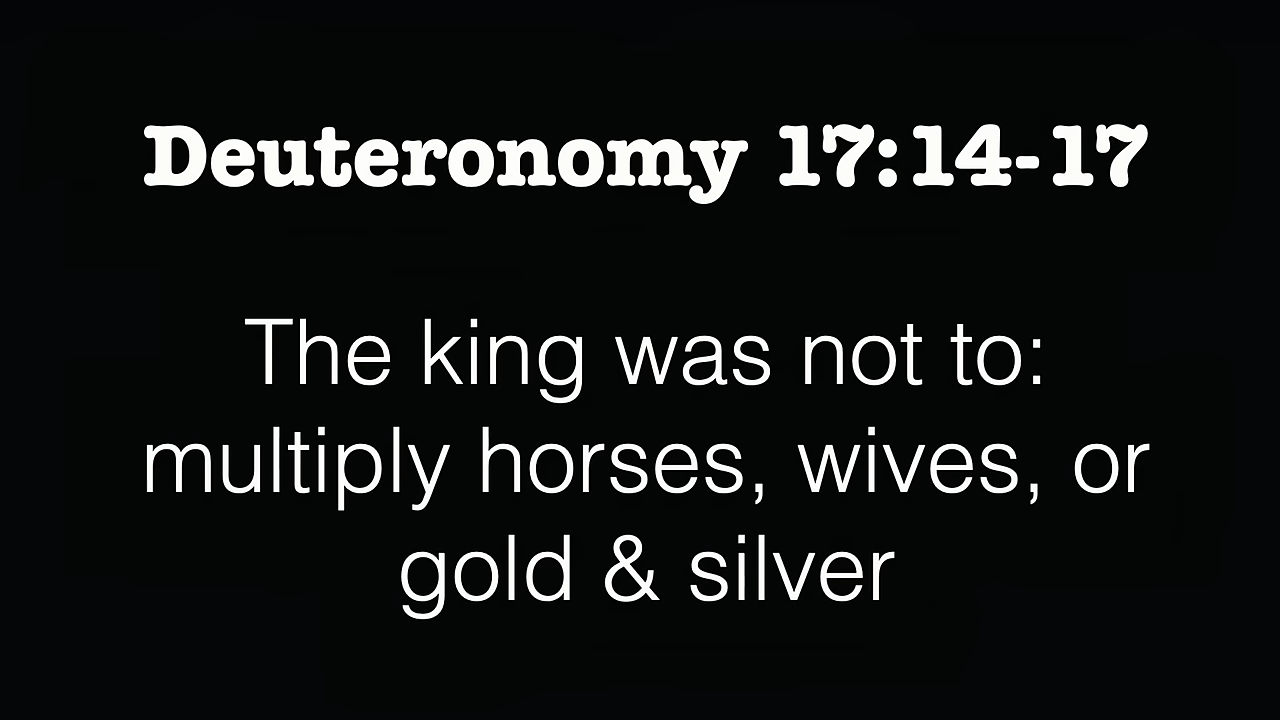 Deuteronomy 17:14-17
The king was not to:
multiply horses, wives, or
gold & silver